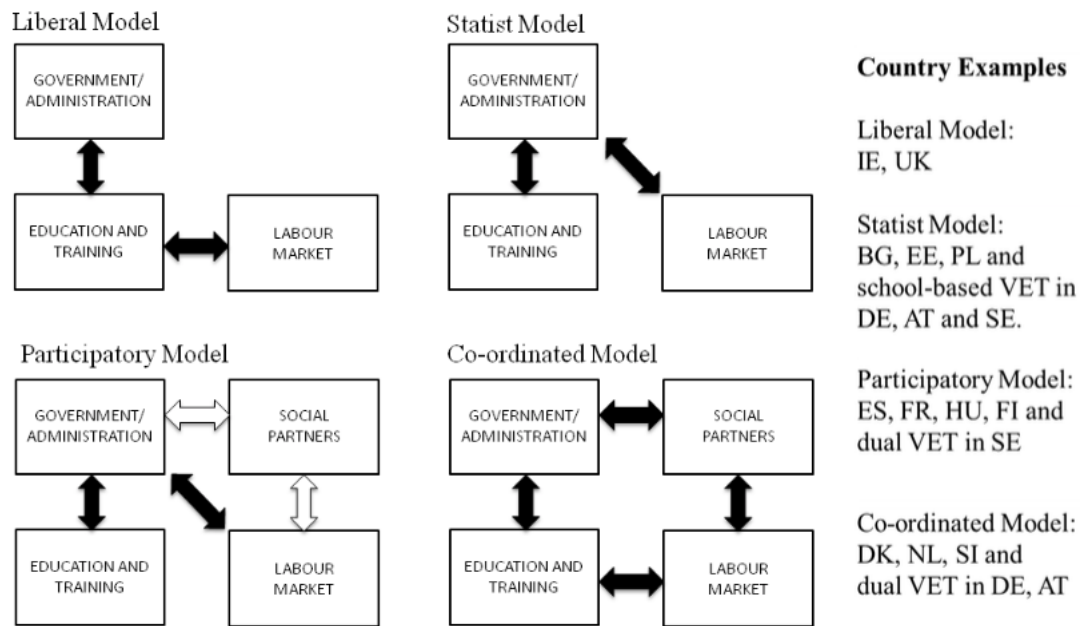 Liberal Model
GOVERNMENT/
ADMINISTRATION
EDUCATION AND
TRAINING
LABOUR
MARKET
Statist Model
GOVERNMENT/
ADMINISTRATION
EDUCATION AND
TRAINING
LABOUR
MARKET
Participatory Model
GOVERNMENT/
ADMINISTRATION
SOCIAL
PARTNERS
EDUCATION AND
TRAINING
LABOUR
MARKET
Co-ordinated Model
GOVERNMENT/
ADMINISTRATION
SOCIAL
PARTNERS
EDUCATION AND
TRAINING
LABOUR
MARKET
Country Examples
Liberal Model:
IE, UK
Statist Model:
BG, EE, PL and
school-based VET in
DE, AT and SE.
Participatory Model:
ES, FR, HU, FI and
dual VET in SE
Co-ordinated Model:
DK, NL, SI and
dual VET in DE, AT